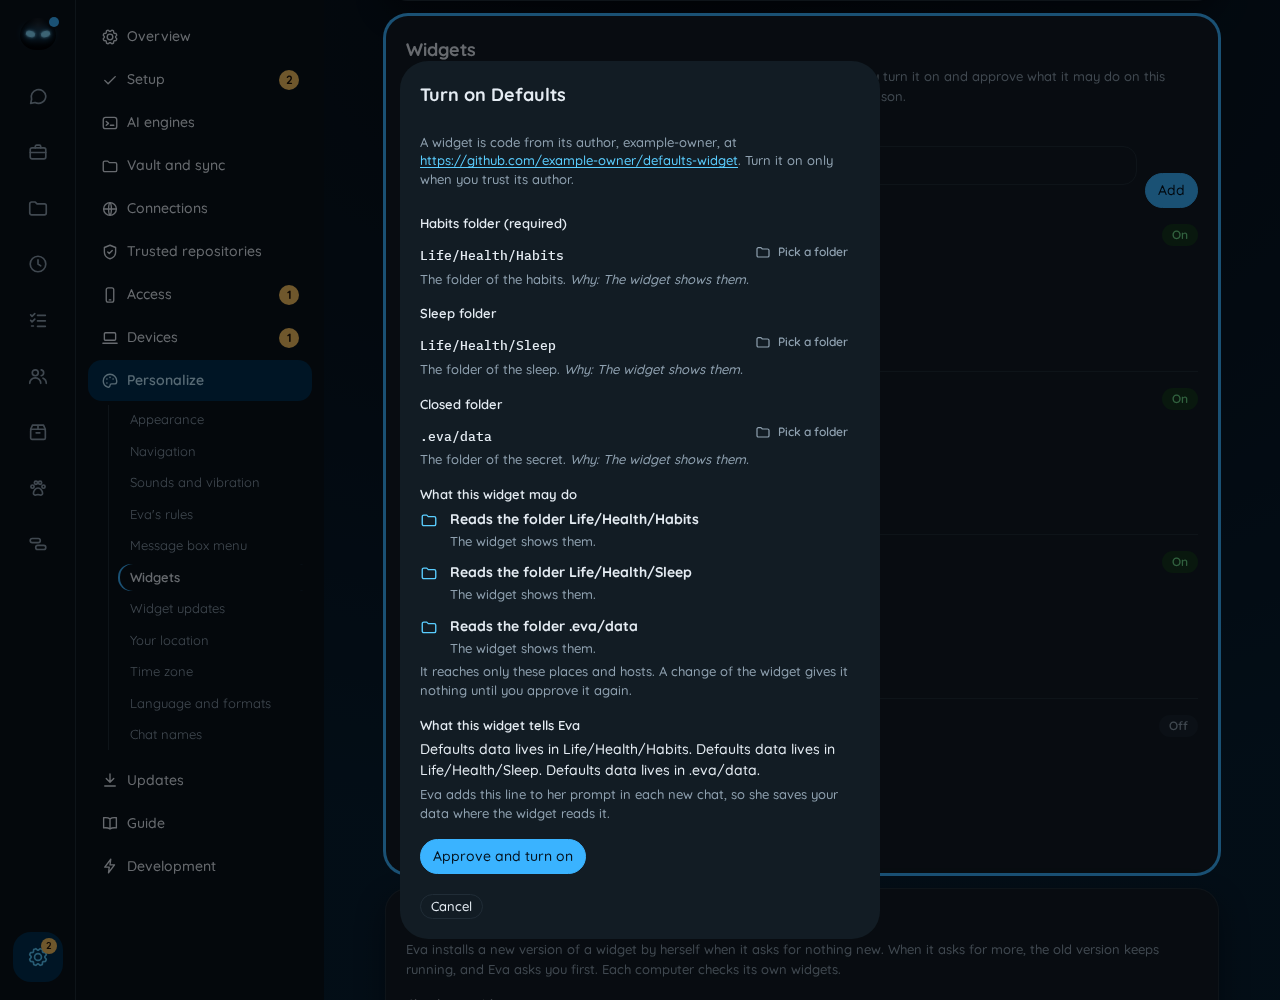 Overview
Setup
2
AI engines
Vault and sync
Connections
Trusted repositories
Access
1
Devices
1
Personalize
Appearance
Navigation
Sounds and vibration
Eva's rules
Message box menu
Widgets
Widget updates
Your location
Time zone
Language and formats
Chat names
Updates
Guide
Development
2
Widgets
turn it on and approve what it may do on this
son.
Add
On
On
On
Off
Turn on Defaults
A widget is code from its author, example-owner, at
https://github.com/example-owner/defaults-widget. Turn it on only
when you trust its author.
Habits folder (required)
Life/Health/Habits
Pick a folder
The folder of the habits. Why: The widget shows them.
Sleep folder
Life/Health/Sleep
Pick a folder
The folder of the sleep. Why: The widget shows them.
Closed folder
.eva/data
Pick a folder
The folder of the secret. Why: The widget shows them.
What this widget may do
Reads the folder Life/Health/Habits
The widget shows them.
Reads the folder Life/Health/Sleep
The widget shows them.
Reads the folder .eva/data
The widget shows them.
It reaches only these places and hosts. A change of the widget gives it
nothing until you approve it again.
What this widget tells Eva
Defaults data lives in Life/Health/Habits. Defaults data lives in
Life/Health/Sleep. Defaults data lives in .eva/data.
Eva adds this line to her prompt in each new chat, so she saves your
data where the widget reads it.
Approve and turn on
Cancel
Eva installs a new version of a widget by herself when it asks for nothing new. When it asks for more, the old version keeps
running, and Eva asks you first. Each computer checks its own widgets.